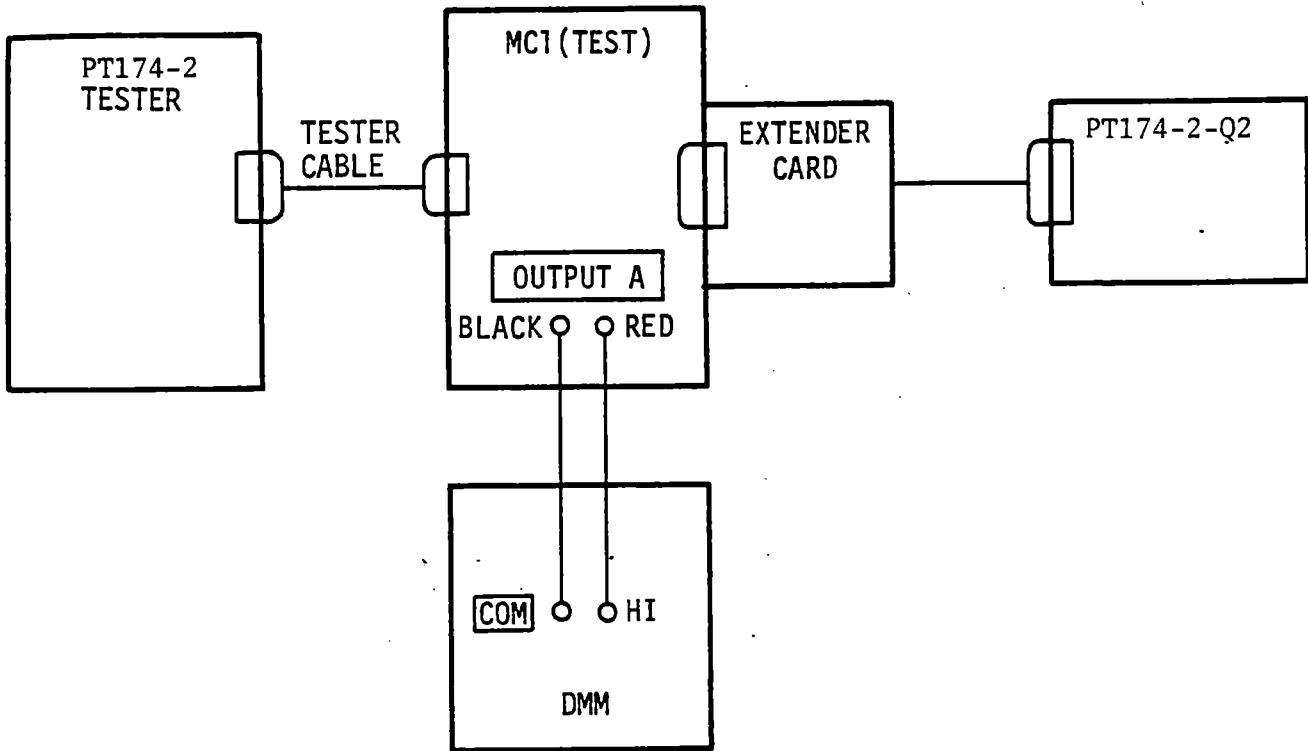 PT174-2
TESTER
TESTER
CABLE
MC1(TEST)
EXTENDER
CARD
PT174-2-Q2
OUTPUT A
BLACK
RED
COM
HI
DMM